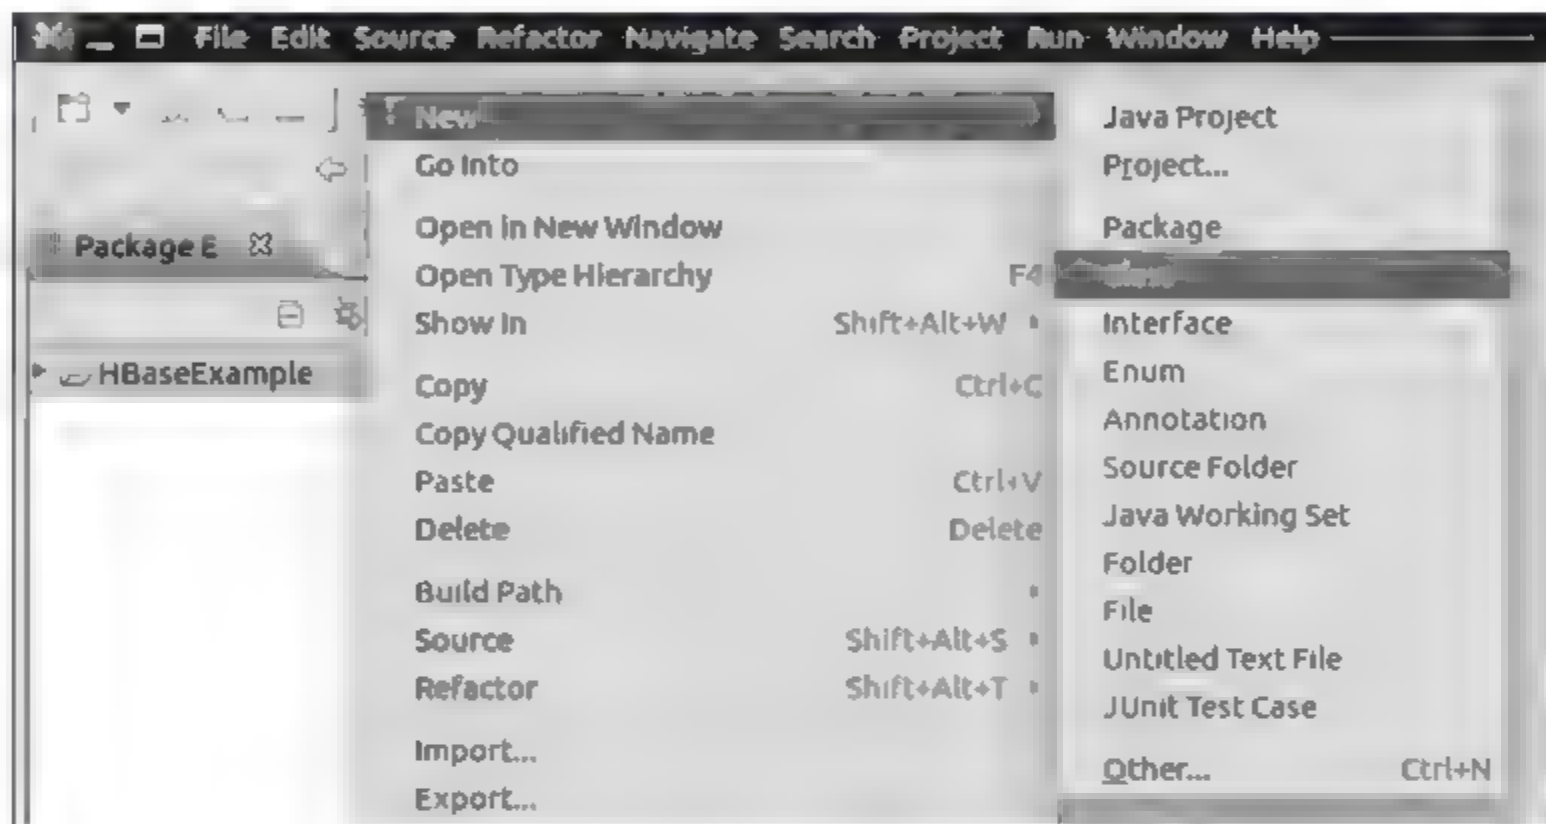 File Edit Source Refactor Navigate Search Project Run Window Help
New
Go Into
Open in New Window
Open Type Hierarchy F4
Show In Shift+Alt+W
Copy Ctrl+C
Copy Qualified Name
Paste Ctrl+V
Delete Delete
Build Path
Source Shift+Alt+S
Refactor Shift+Alt+T
Import...
Export...
Java Project
Project...
Package
Interface
Enum
Annotation
Source Folder
Java Working Set
Folder
File
Untitled Text File
JUnit Test Case
Other... Ctrl+N
Package E
HBaseExample